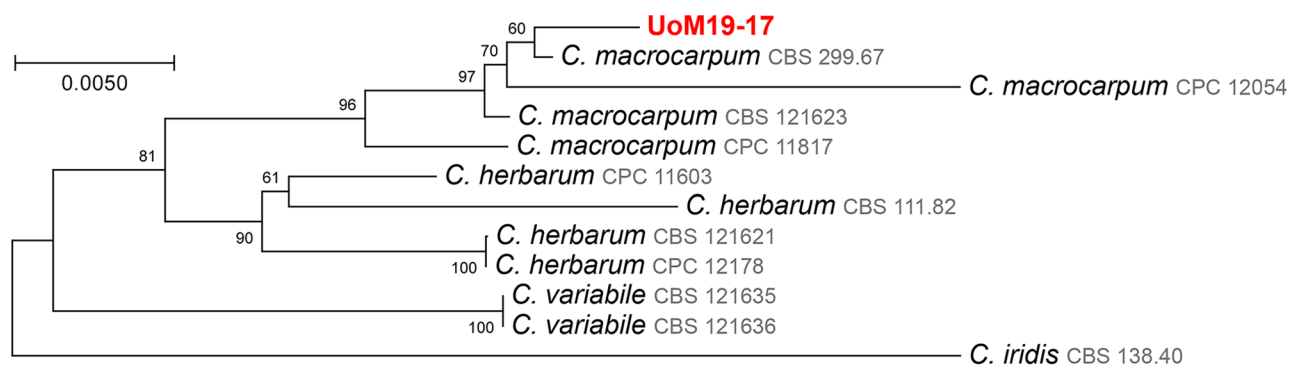 60 UoM19-17
70 C. macrocarpum CBS 299.67
0.0050
97 C. macrocarpum CPC 12054
96 C. macrocarpum CBS 121623
C. macrocarpum CPC 11817
81
61 C. herbarum CPC 11603
C. herbarum CBS 111.82
90 C. herbarum CBS 121621
100 C. herbarum CPC 12178
C. variabile CBS 121635
100 C. variabile CBS 121636
C. iridis CBS 138.40